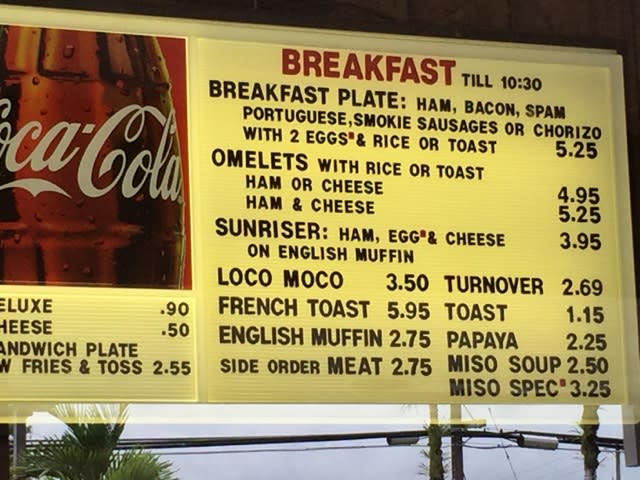 Coca-Cola
BREAKFAST TILL 10:30
BREAKFAST PLATE: HAM, BACON, SPAM
PORTUGUESE, SMOKIE SAUSAGES OR CHORIZO
WITH 2 EGGS* & RICE OR TOAST 5.25
OMELETS WITH RICE OR TOAST
HAM OR CHEESE 4.95
HAM & CHEESE 5.25
SUNRISER: HAM, EGG* & CHEESE 3.95
ON ENGLISH MUFFIN
LOCO MOCO 3.50 TURNOVER 2.69
FRENCH TOAST 5.95 TOAST 1.15
ENGLISH MUFFIN 2.75 PAPAYA 2.25
SIDE ORDER MEAT 2.75 MISO SOUP 2.50
MISO SPEC* 3.25
ELUXE .90
HEESE .50
ANDWICH PLATE
W FRIES & TOSS 2.55